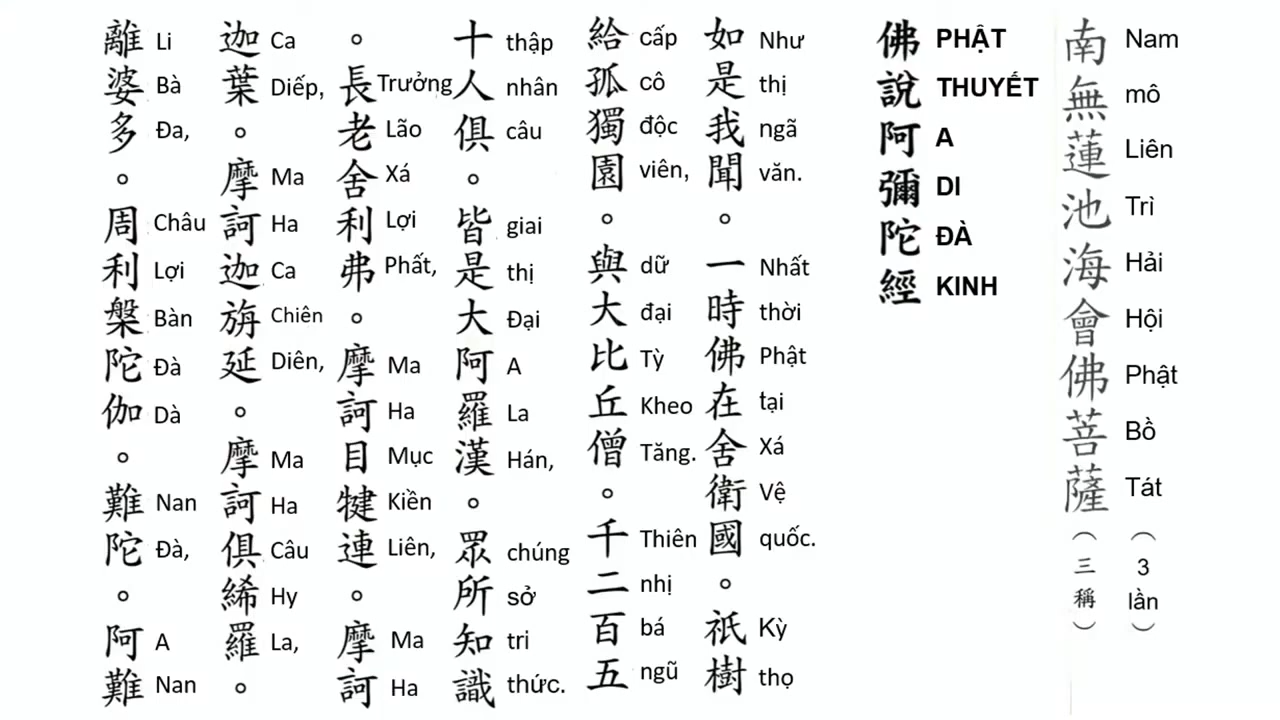 南無蓮池海會佛菩薩(三稱)
Nam mô Liên Trì Hải Hội Phật Bồ Tát (3 lần)
佛說阿彌陀經
PHẬT THUYẾT A DI ĐÀ KINH
如是我聞。一時佛在舍衛國。祇樹
Như thị ngã văn. Nhất thời Phật tại Xá Vệ quốc. Kỳ thọ
給孤獨園。與大比丘僧。千二百五
cấp cô độc viên, dữ đại Tỳ Kheo Tăng. Thiên nhị bá ngũ
十人俱。皆是大阿羅漢。眾所知識
thập nhân câu giai thị Đại A La Hán, chúng sở tri thức.
。長老舍利弗。摩訶目犍連。摩訶
Trưởng Lão Xá Lợi Phất, Ma Ha Mục Kiền Liên, Ma Ha
迦葉。摩訶迦旃延。摩訶俱絺羅。
Ca Diếp, Ma Ha Ca Chiên Diên, Ma Ha Câu Hy La,
離婆多。周利槃陀伽。難陀。阿難
Li Bà Đa, Châu Lợi Bàn Đà Dà Nan Đà, A Nan